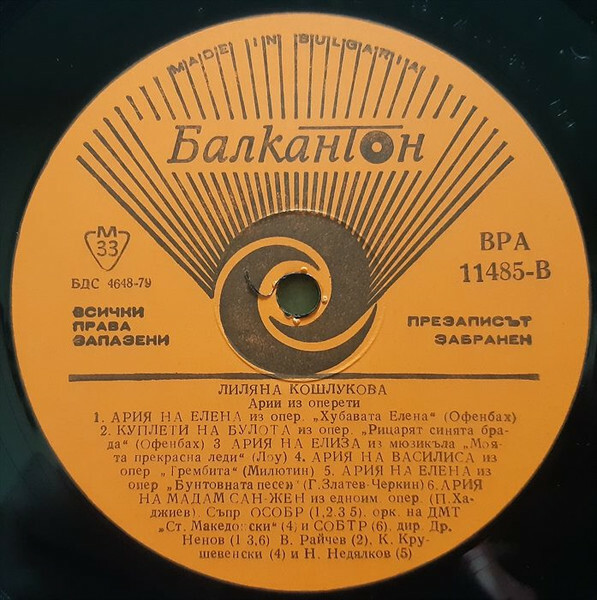 MADE IN BULGARIA
Балкантон
М
33
БДС 4648-79
ВСИЧКИ
ПРАВА
ЗАПАЗЕНИ
ВРА
11485-В
ПРЕЗАПИСЪТ
ЗАБРАНЕН
ЛИЛЯНА КОШЛУКОВА
Арии из оперети
1. АРИЯ НА ЕЛЕНА из опер. „Хубавата Елена“ (Офенбах)
2. КУПЛЕТИ НА БУЛОТА из опер. „Рицарят синята бра-
да“ (Офенбах) 3 АРИЯ НА ЕЛИЗА из мюзикъла „Моя-
та прекрасна леди“ (Лоу) 4. АРИЯ НА ВАСИЛИСА из
опер „Грембита“ (Милютин) 5. АРИЯ НА ЕЛЕНА из
опер „Бунтовната песен“ (Г. Златев-Черкин) 6. АРИЯ
НА МАДАМ САН-ЖЕН из едноим. опер. (П. Ха-
джиев). Съпр ОСОБР (1,2,3 5), орк. на ДМТ
„Ст. Македонски“ (4) и СОБТР (6), дир. Др.
Ненов (1 3,6) В. Райчев (2), К. Кру-
шевенски (4) и Н. Недялков (5)